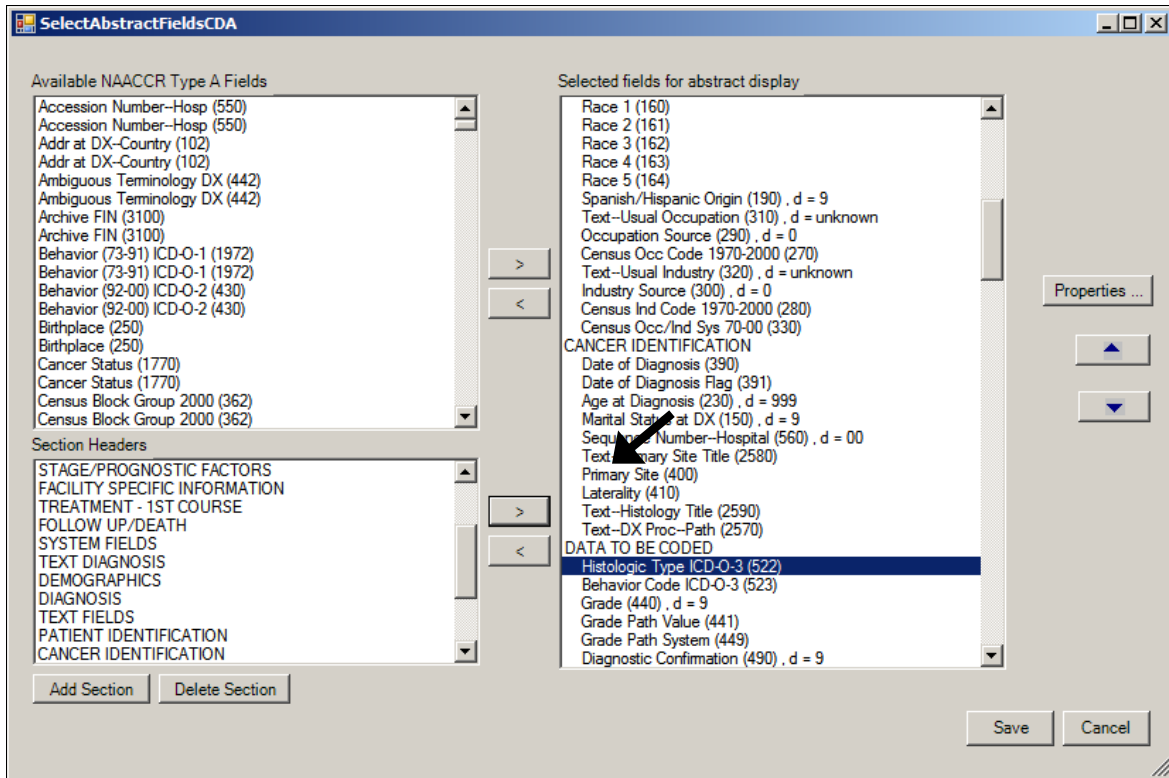 SelectAbstractFieldsCDA
Available NAACCR Type A Fields
Accession Number--Hosp (550)
Accession Number--Hosp (550)
Addr at DX--Country (102)
Addr at DX--Country (102)
Ambiguous Terminology DX (442)
Ambiguous Terminology DX (442)
Archive FIN (3100)
Archive FIN (3100)
Behavior (73-91) ICD-O-1 (1972)
Behavior (73-91) ICD-O-1 (1972)
Behavior (92-00) ICD-O-2 (430)
Behavior (92-00) ICD-O-2 (430)
Birthplace (250)
Birthplace (250)
Cancer Status (1770)
Cancer Status (1770)
Census Block Group 2000 (362)
Census Block Group 2000 (362)
Section Headers
STAGE/PROGNOSTIC FACTORS
FACILITY SPECIFIC INFORMATION
TREATMENT - 1ST COURSE
FOLLOW UP/DEATH
SYSTEM FIELDS
TEXT DIAGNOSIS
DEMOGRAPHICS
DIAGNOSIS
TEXT FIELDS
PATIENT IDENTIFICATION
CANCER IDENTIFICATION
Add Section
Delete Section
>
<
>
<
Selected fields for abstract display
Race 1 (160)
Race 2 (161)
Race 3 (162)
Race 4 (163)
Race 5 (164)
Spanish/Hispanic Origin (190) , d = 9
Text--Usual Occupation (310) , d = unknown
Occupation Source (290) , d = 0
Census Occ Code 1970-2000 (270)
Text--Usual Industry (320) , d = unknown
Industry Source (300) , d = 0
Census Ind Code 1970-2000 (280)
Census Occ/Ind Sys 70-00 (330)
CANCER IDENTIFICATION
Date of Diagnosis (390)
Date of Diagnosis Flag (391)
Age at Diagnosis (230) , d = 999
Marital Status at DX (150) , d = 9
Sequence Number--Hospital (560) , d = 00
Text--Primary Site Title (2580)
Primary Site (400)
Laterality (410)
Text--Histology Title (2590)
Text--DX Proc--Path (2570)
DATA TO BE CODED
Histologic Type ICD-O-3 (522)
Behavior Code ICD-O-3 (523)
Grade (440) , d = 9
Grade Path Value (441)
Grade Path System (449)
Diagnostic Confirmation (490) , d = 9
Properties ...
Save
Cancel